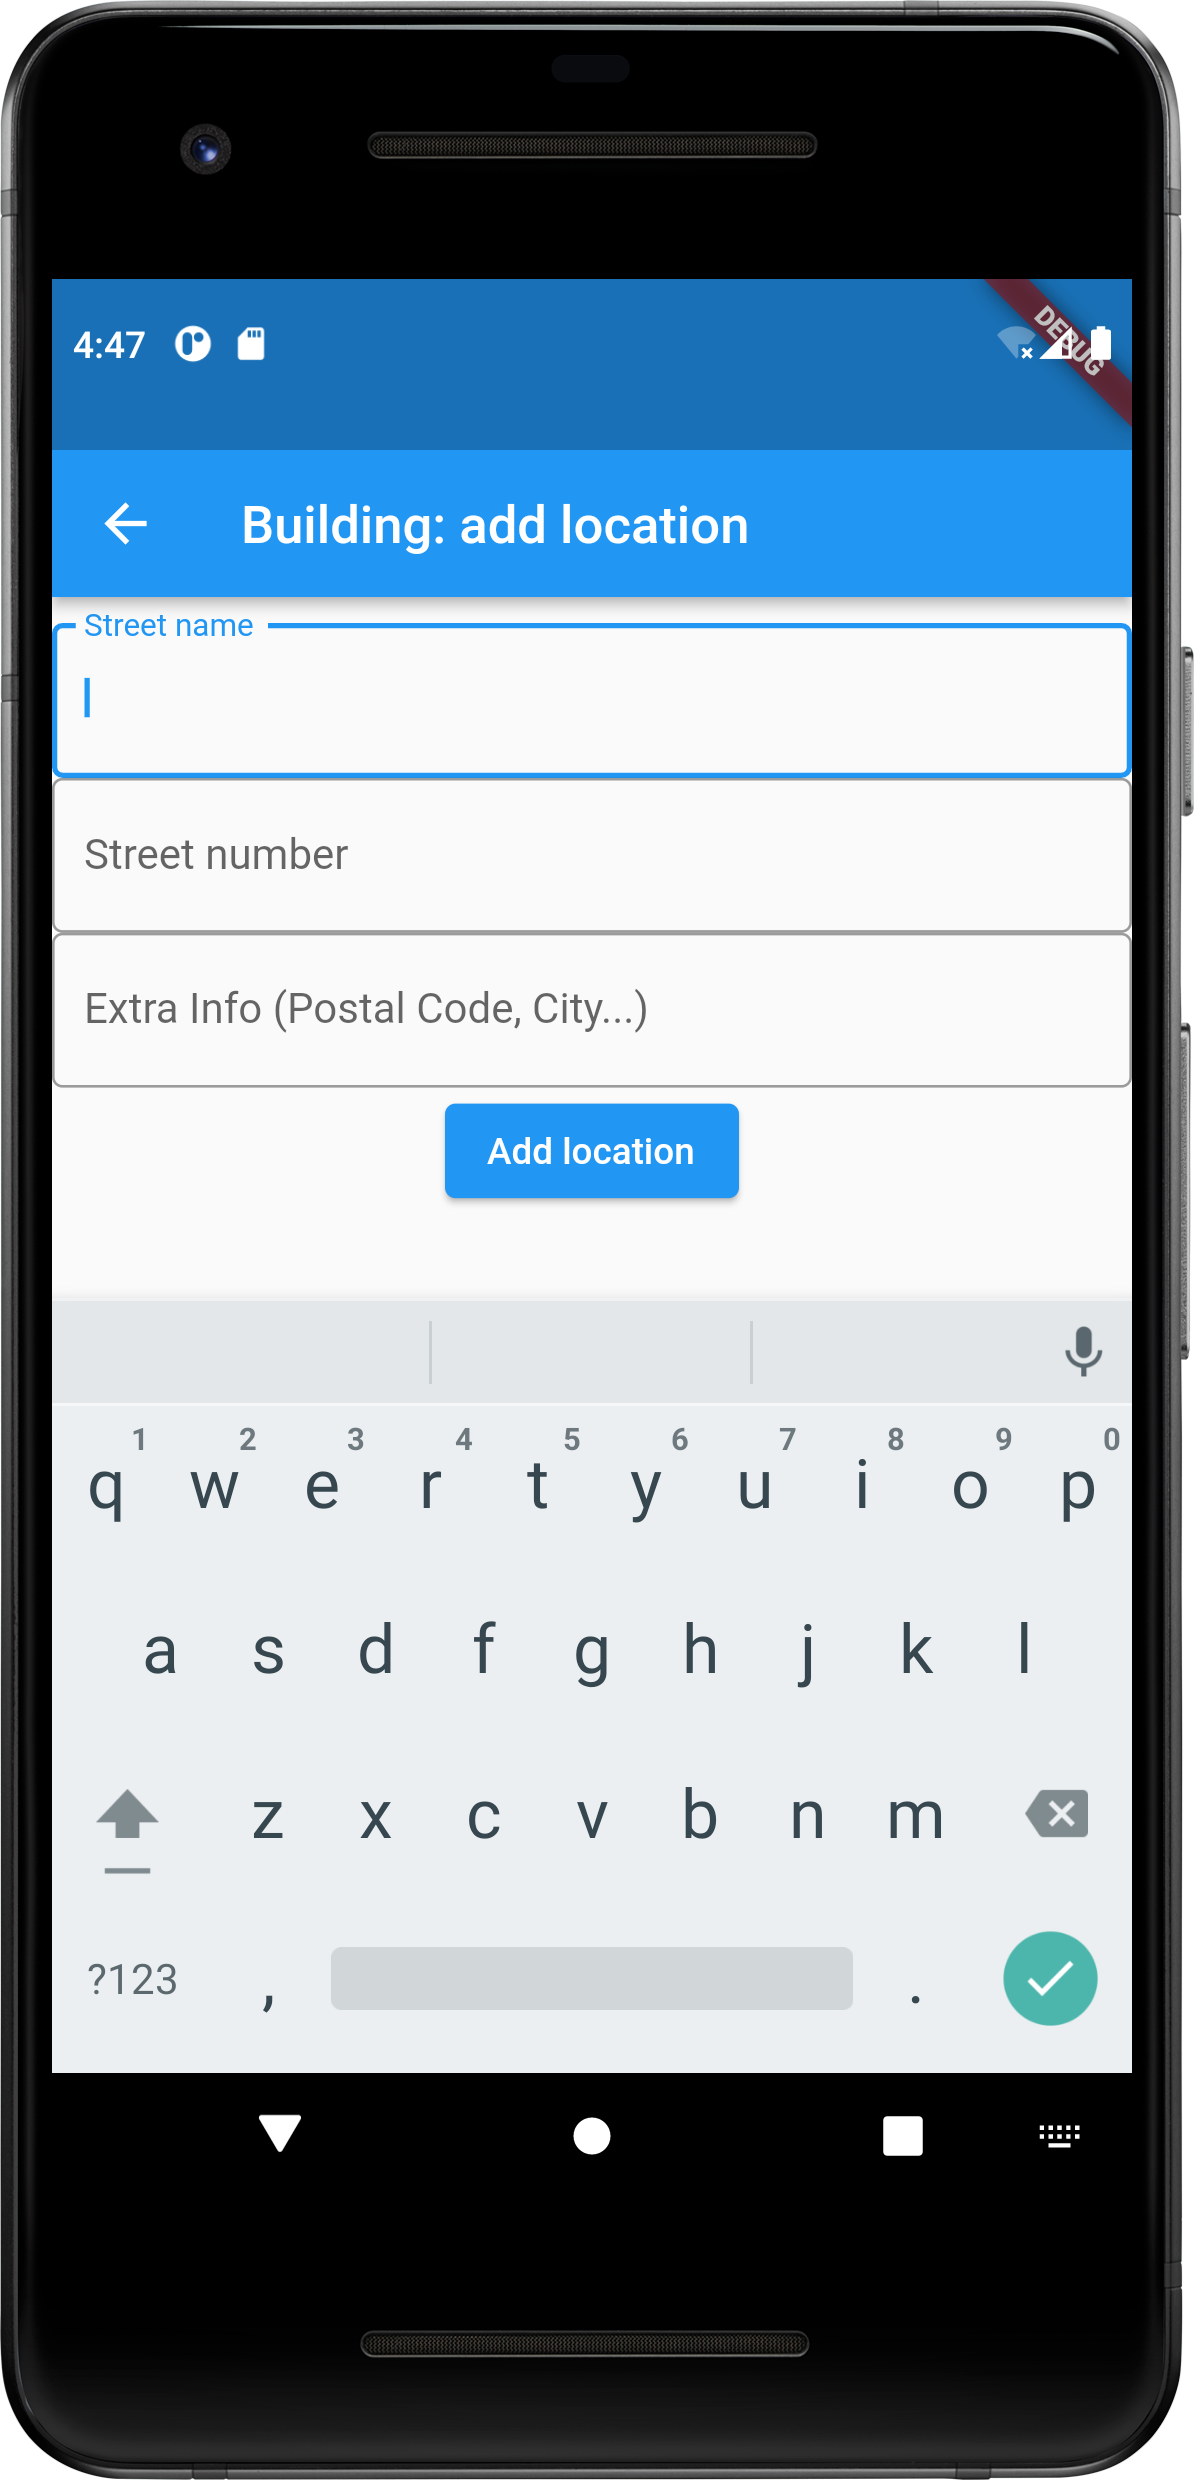 4:47
DEBUG
Building: add location
Street name
Street number
Extra Info (Postal Code, City...)
Add location
1 2 3 4 5 6 7 8 9 0
q w e r t y u i o p
a s d f g h j k l
z x c v b n m
?123 , .